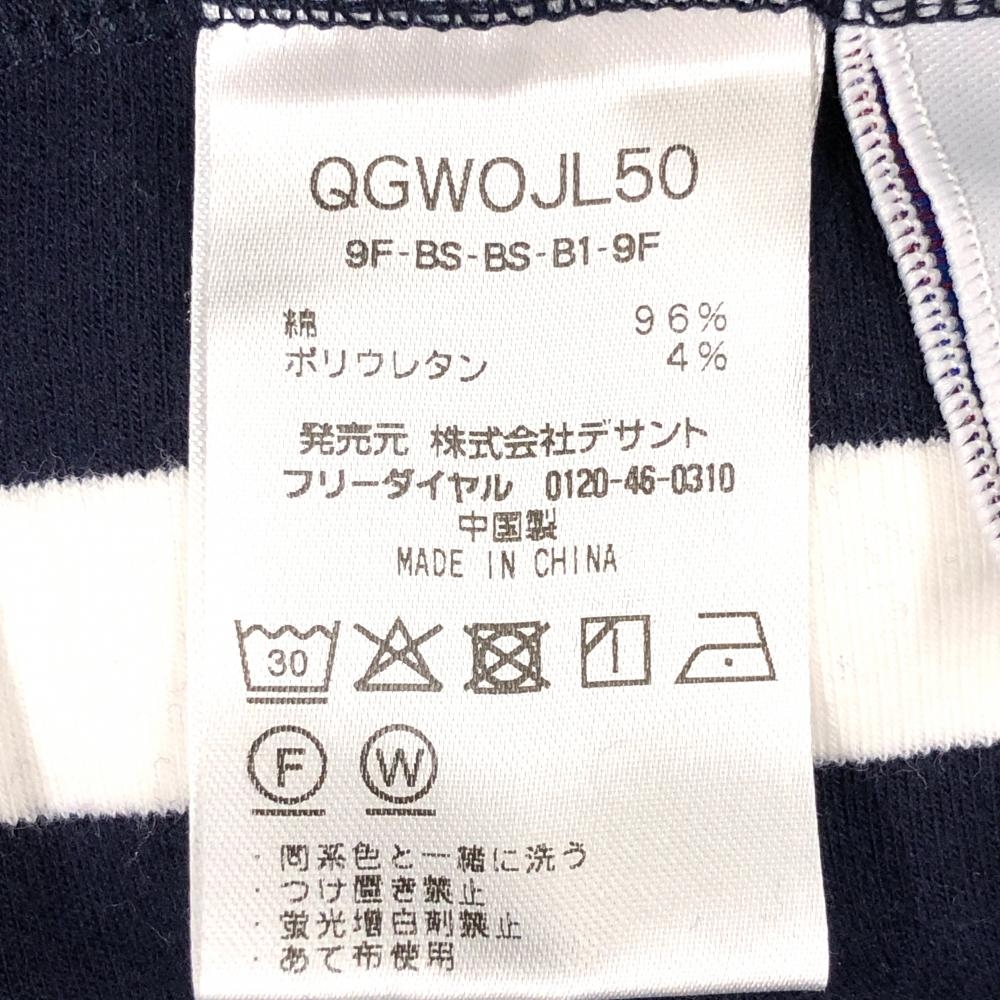 QGWOJL50
9F-BS-BS-B1-9F
綿 96%
ポリウレタン 4%
発売元 株式会社デサント
フリーダイヤル 0120-46-0310
中国製
MADE IN CHINA
30
F W
・同系色と一緒に洗う
・つけ置き禁止
・蛍光増白剤禁止
・あて布使用